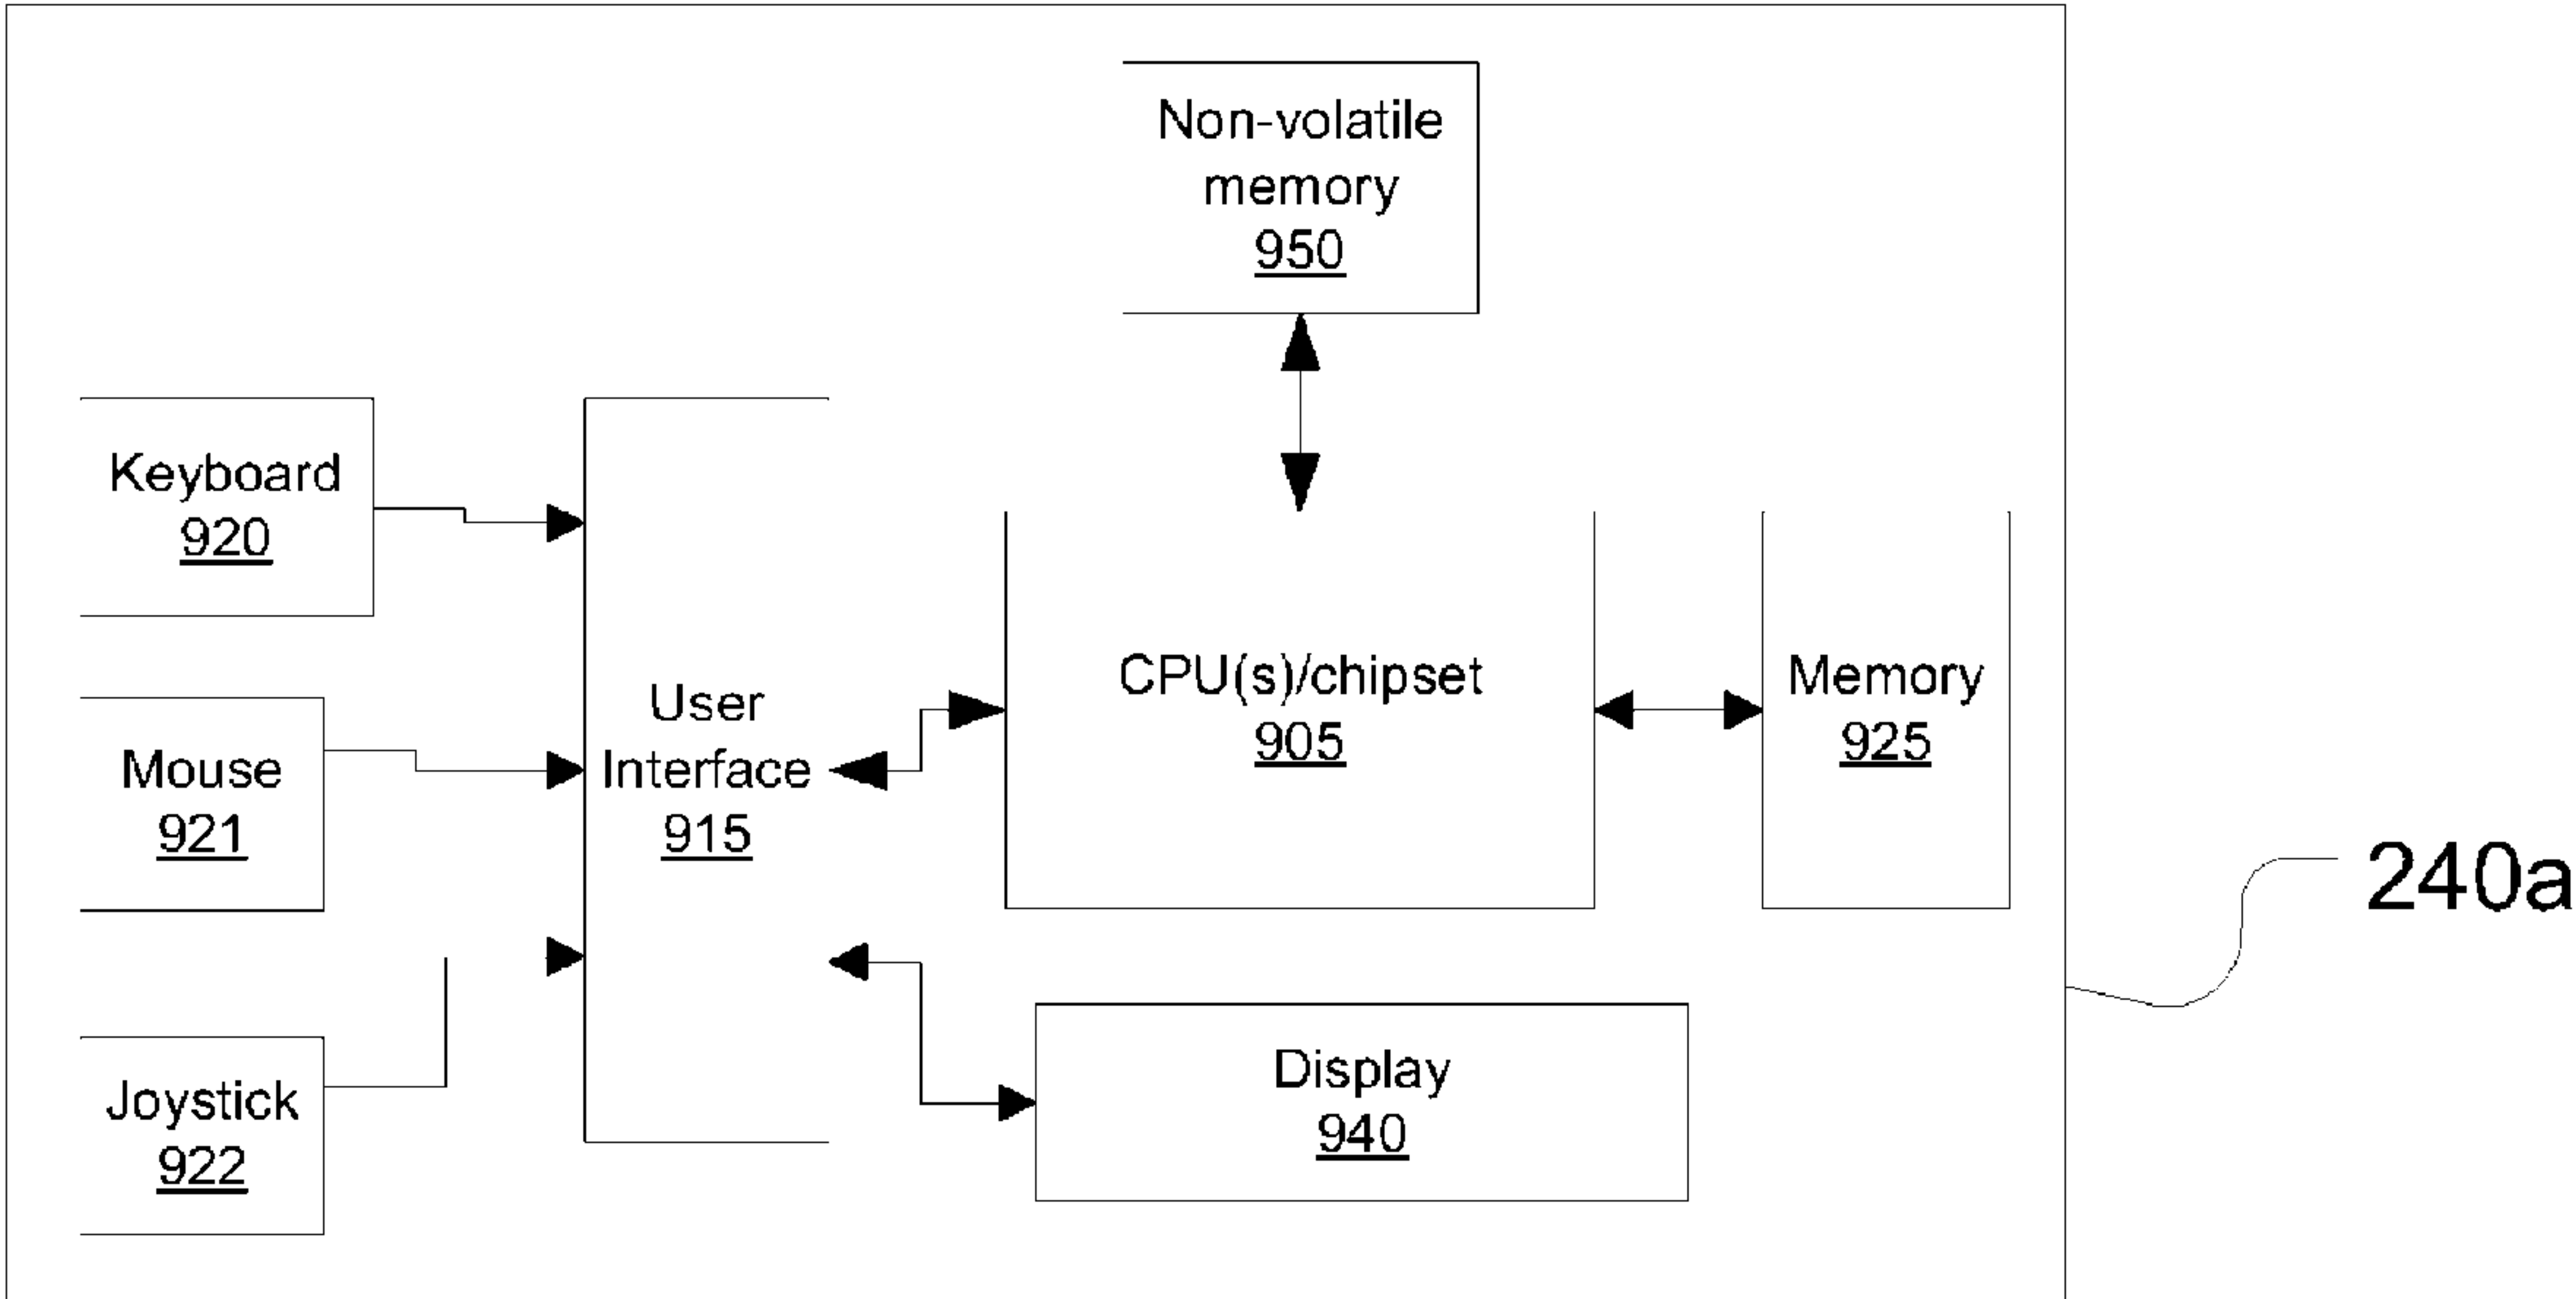 Non-volatile
memory
950
Keyboard
920
User
Interface
915
CPU(s)/chipset
905
Memory
925
Mouse
921
240a
Joystick
922
Display
940